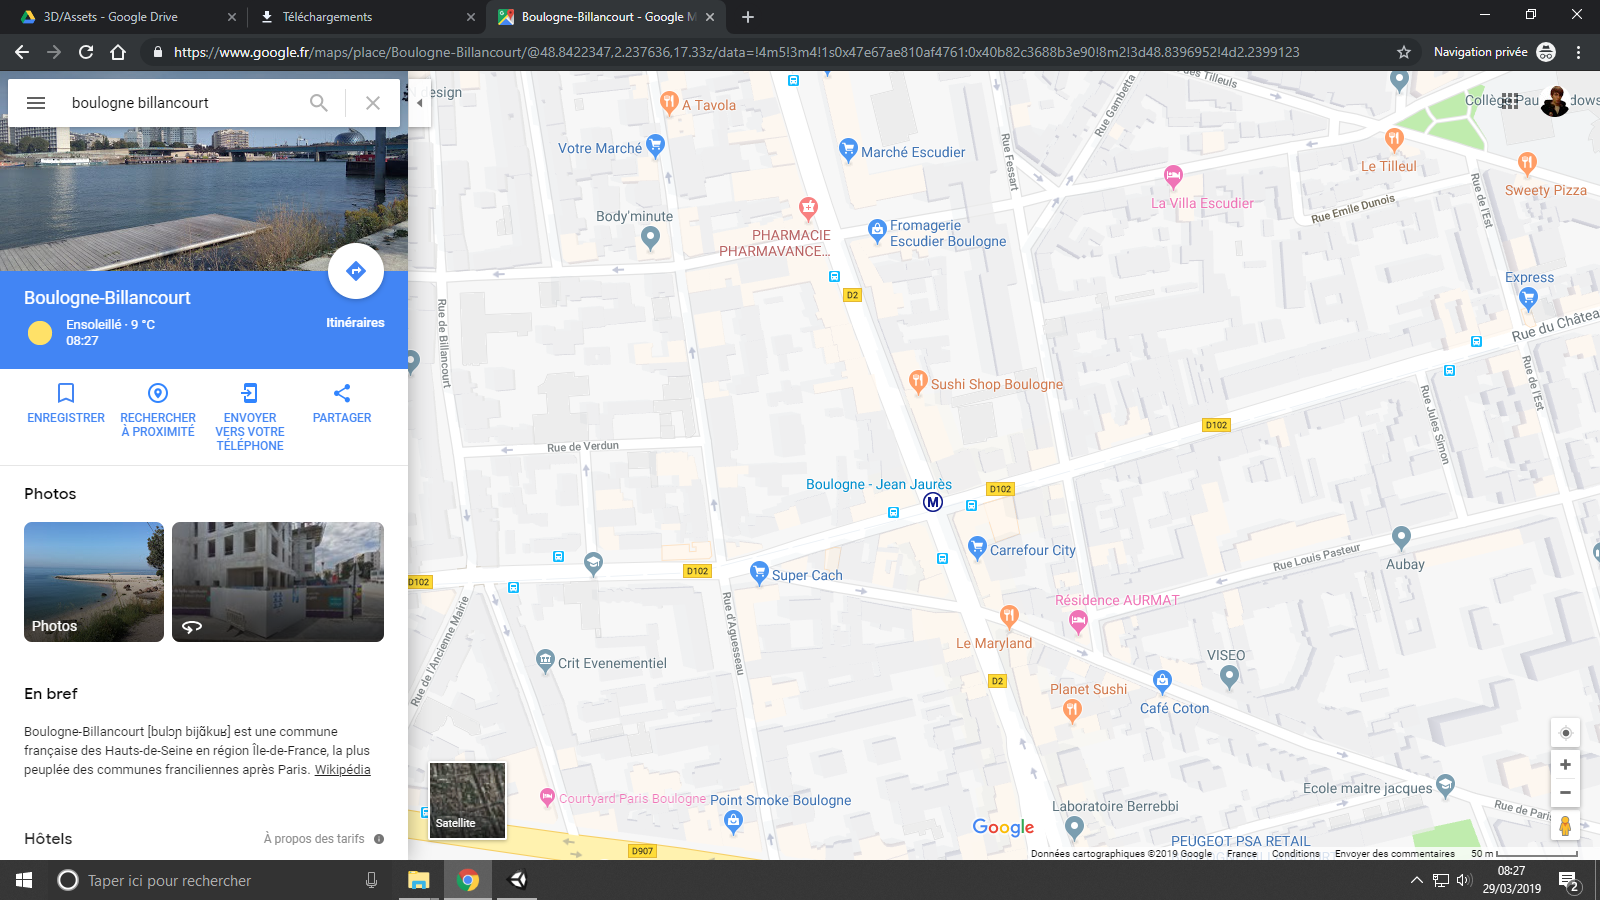 3D/Assets - Google Drive
Téléchargements
Boulogne-Billancourt - Google M
https://www.google.fr/maps/place/Boulogne-Billancourt/@48.8422347,2.237636,17.33z/data=!4m5!3m4!1s0x47e67ae810af4761:0x40b82c3688b3e90!8m2!3d48.8396952!4d2.2399123
Navigation privée
boulogne billancourt
Boulogne-Billancourt
Ensoleillé · 9 °C
08:27
Itinéraires
ENREGISTRER
RECHERCHER
À PROXIMITÉ
ENVOYER
VERS VOTRE
TÉLÉPHONE
PARTAGER
Photos
Photos
En bref
Boulogne-Billancourt [bulɔɲ bijɑ̃kuʁ] est une commune
française des Hauts-de-Seine en région Île-de-France, la plus
peuplée des communes franciliennes après Paris. Wikipédia
Hôtels
À propos des tarifs
design
A Tavola
Votre Marché
Marché Escudier
Rue Gambetta
des Tilleuls
Collège Pau
dows
Rue Fessart
Le Tilleul
Sweety Pizza
La Villa Escudier
Rue Emile Dunois
Rue de l'Est
Body'minute
PHARMACIE
PHARMAVANCE...
Fromagerie
Escudier Boulogne
D2
Express
Rue du Châtea
Rue de Billancourt
Rue de l'Est
Sushi Shop Boulogne
Rue Jules Simon
D102
Rue de Verdun
Boulogne - Jean Jaurès
M
D102
Carrefour City
Rue Louis Pasteur
Aubay
D102
D102
Super Cach
Rue d'Aguesseau
Rue de l'Ancienne Mairie
Résidence AURMAT
Le Maryland
Crit Evenementiel
VISEO
D2
Planet Sushi
Café Coton
Courtyard Paris Boulogne
Point Smoke Boulogne
Laboratoire Berrebbi
Ecole maitre jacques
Rue de Paris
PEUGEOT PSA RETAIL
D907
Satellite
Google
Données cartographiques ©2019 Google
France
Conditions
Envoyer des commentaires
50 m
Taper ici pour rechercher
08:27
29/03/2019
2